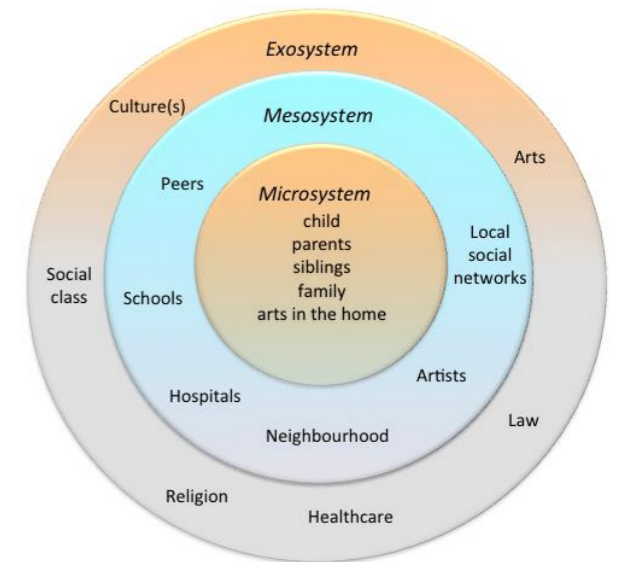 Exosystem
Culture(s)
Mesosystem
Arts
Peers
Microsystem
child
parents
siblings
family
arts in the home
Local
social
networks
Social
class
Schools
Artists
Hospitals
Law
Neighbourhood
Religion
Healthcare